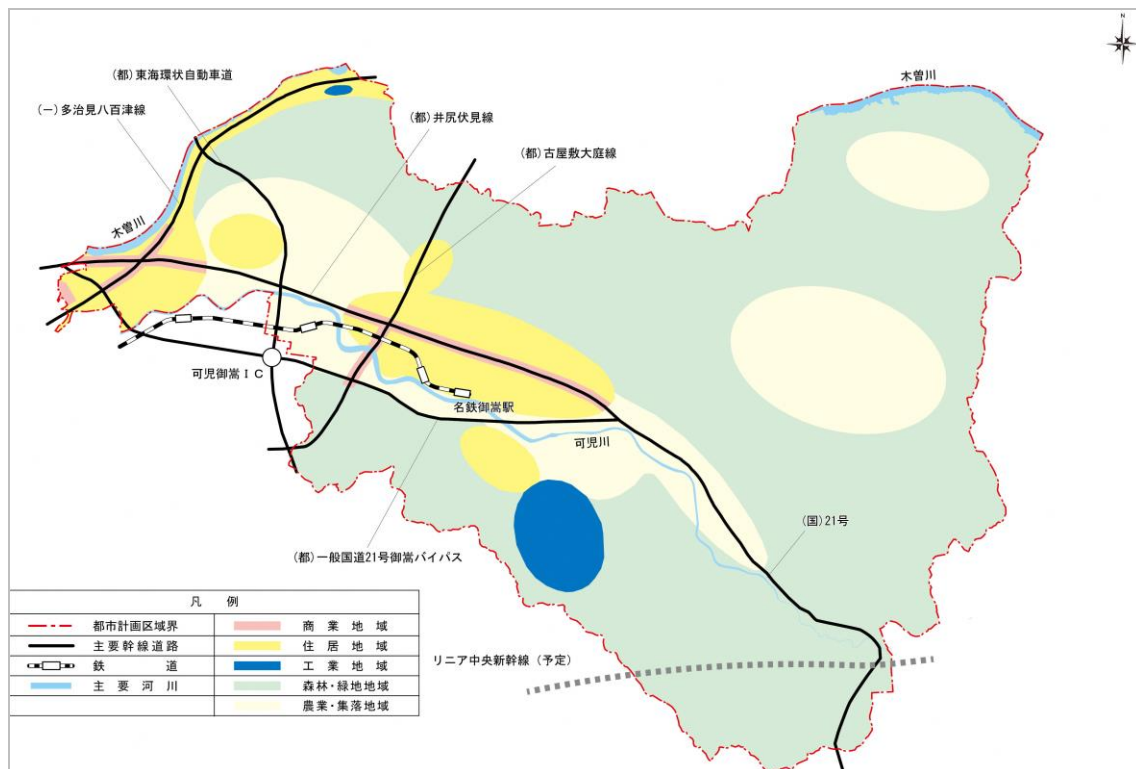 N
(都)東海環状自動車道
木曽川
(一)多治見八百津線
(都)井尻伏見線
(都)古屋敷大庭線
木曽川
可児御嵩IC
名鉄御嵩駅
可児川
(国)21号
(都)一般国道21号御嵩バイパス
リニア中央新幹線(予定)
凡 例
都市計画区域界
商業地域
主要幹線道路
住居地域
鉄道
工業地域
主要河川
森林・緑地地域
農業・集落地域